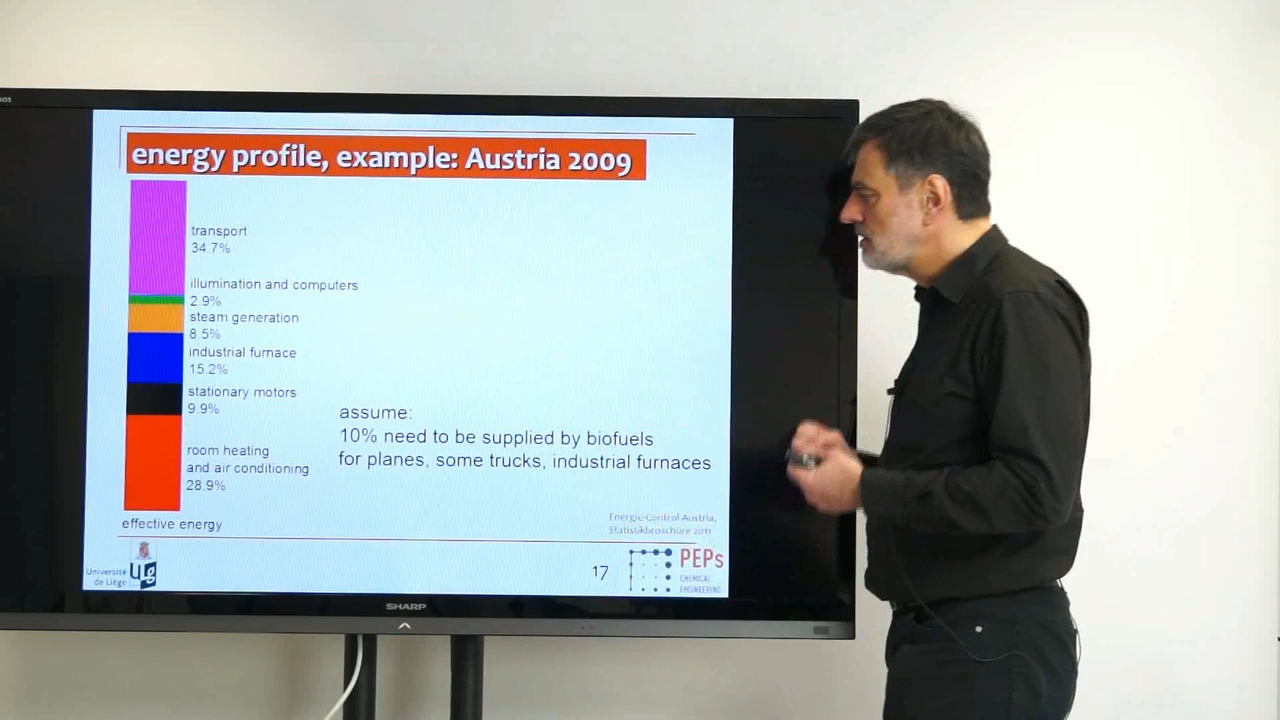 energy profile, example: Austria 2009
transport
34.7%
illumination and computers
2.9%
steam generation
8.5%
industrial furnace
15.2%
stationary motors
9.9%
room heating
and air conditioning
28.9%
assume:
10% need to be supplied by biofuels
for planes, some trucks, industrial furnaces
effective energy
Energie-Control Austria,
Statistikbroschüre 2011
Université
de Liège
ULg
17
PEPs
CHEMICAL
ENGINEERING
SHARP